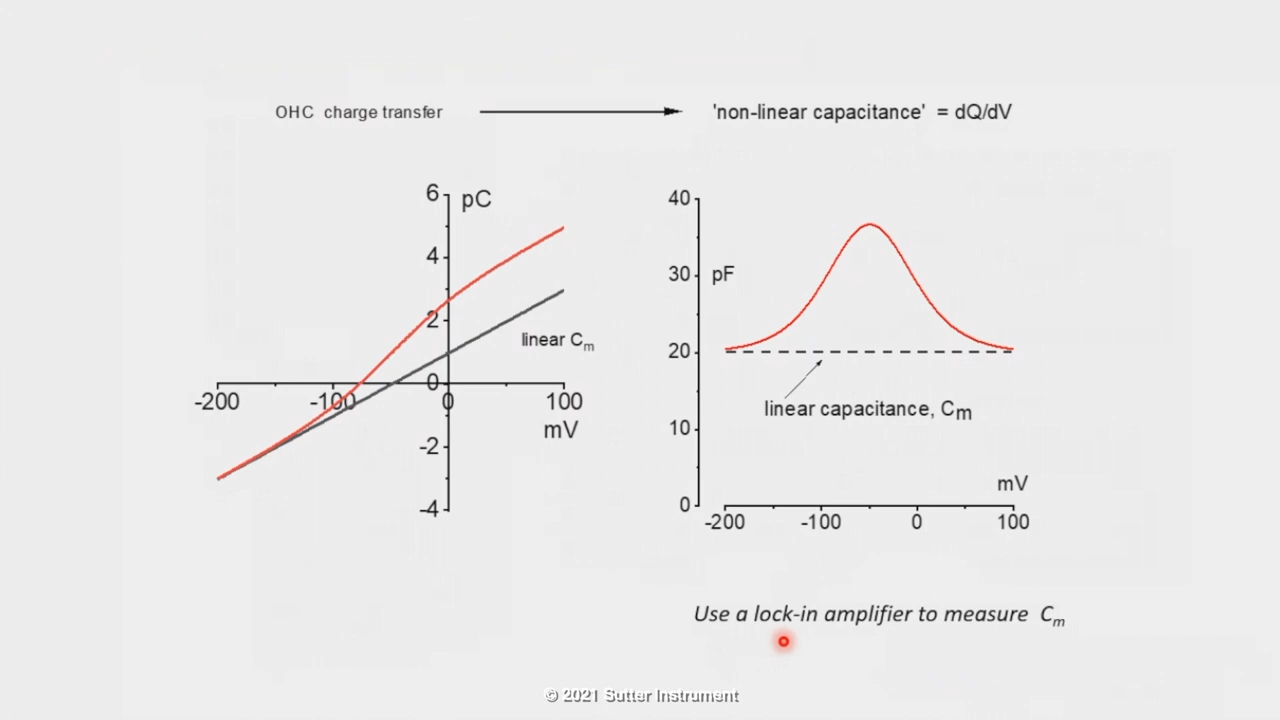 OHC charge transfer
'non-linear capacitance' = dQ/dV
6
pC
4
2
0
-200
-100
0
100
mV
-2
-4
linear Cm
40
30
pF
20
linear capacitance, Cm
10
0
mV
-200
-100
0
100
Use a lock-in amplifier to measure Cm
© 2021 Sutter Instrument